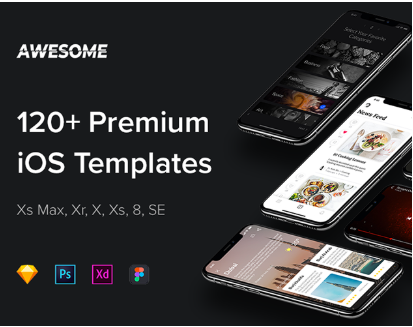 AWESOME
120+ Premium
iOS Templates
Xs Max, Xr, X, Xs, 8, SE
Ps
Xd
Select Your Favorite
Categories
News Feed